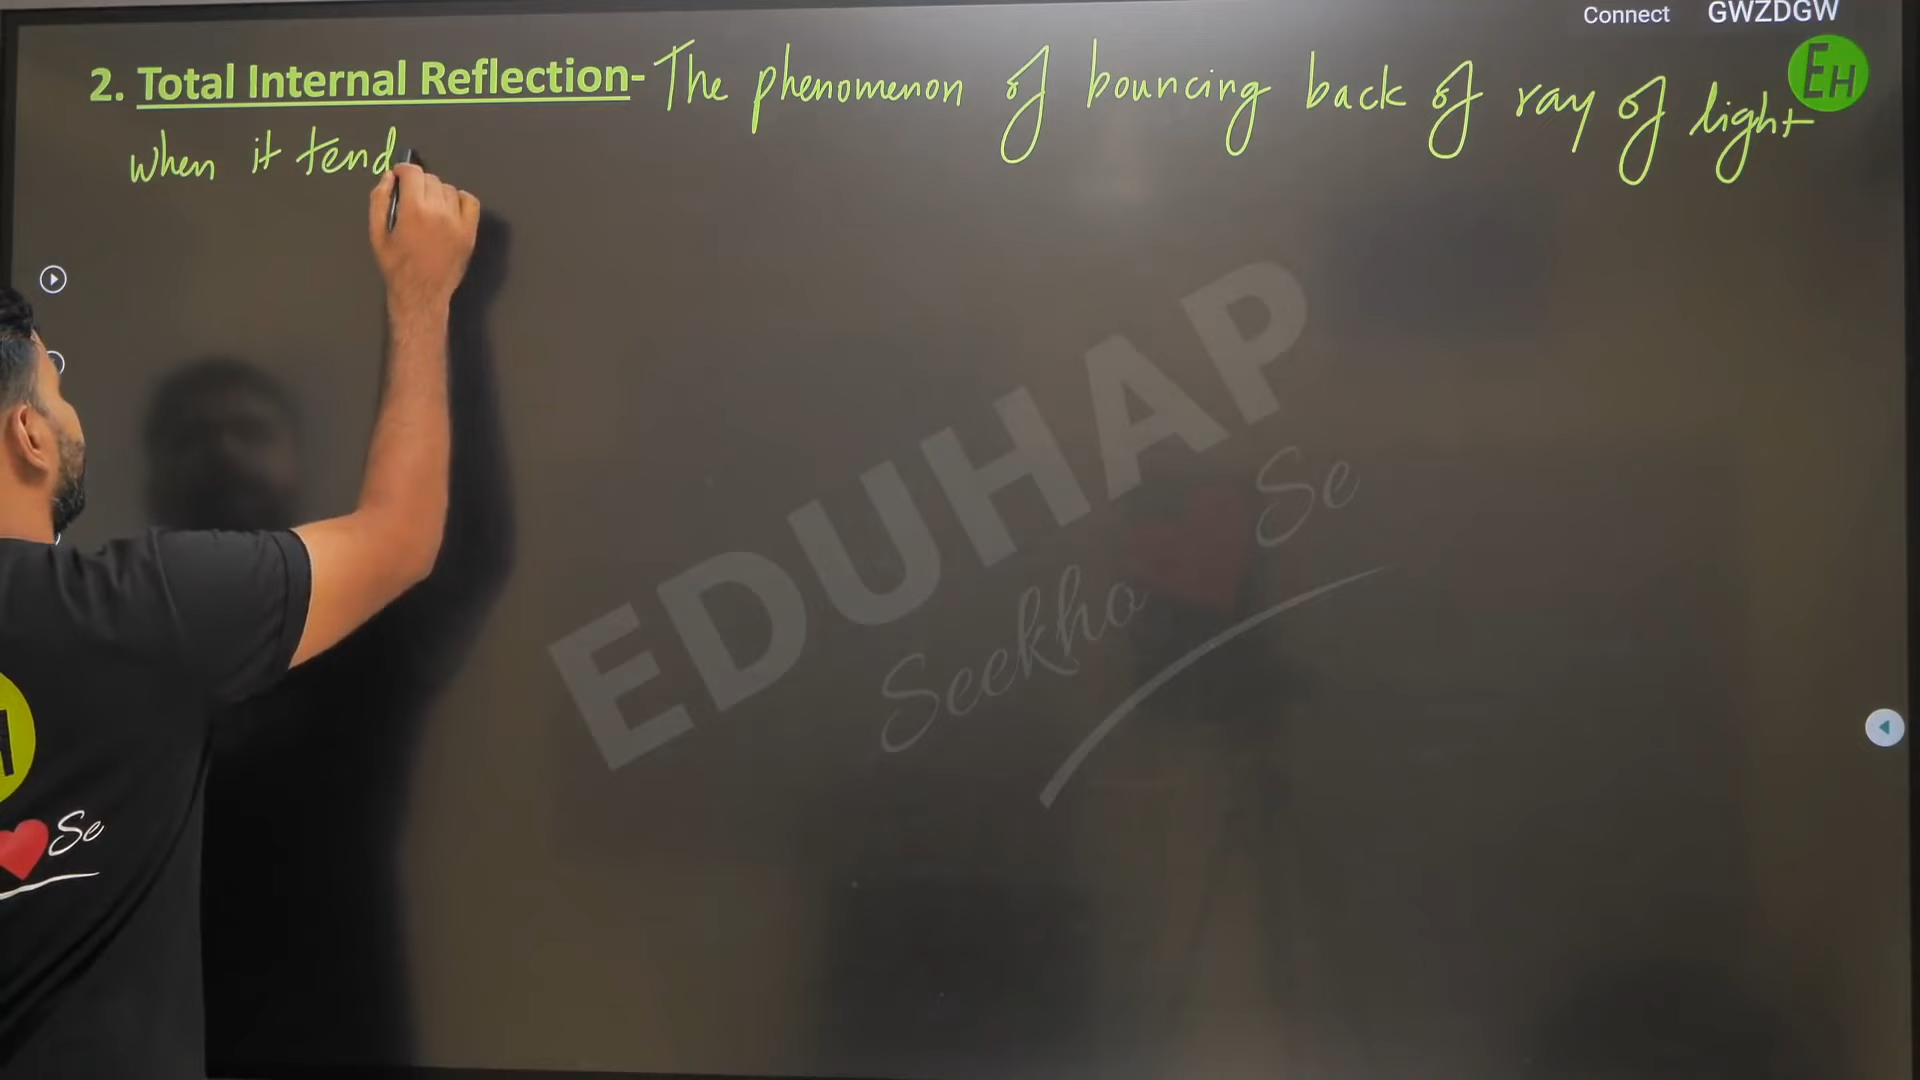 Connect GWZDGW
EH
2. Total Internal Reflection- The phenomenon of bouncing back of ray of light
when it tend
EDUHAP
Seekho Se
Se